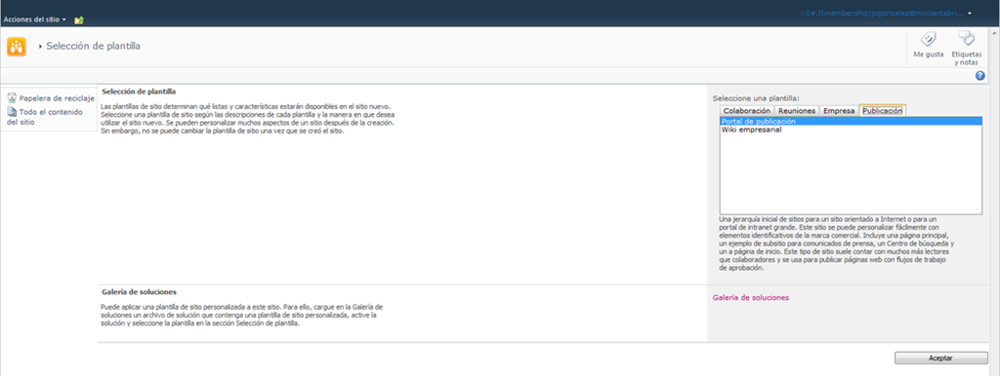 i:0#.f|membership|jcgonzalez@miccantabri...
Acciones del sitio
Selección de plantilla
Me gusta
Etiquetas
y notas
Papelera de reciclaje
Todo el contenido
del sitio
Selección de plantilla
Las plantillas de sitio determinan qué listas y características estarán disponibles en el sitio nuevo.
Seleccione una plantilla de sitio según las descripciones de cada plantilla y la manera en que desea
utilizar el sitio nuevo. Se pueden personalizar muchos aspectos de un sitio después de la creación.
Sin embargo, no se puede cambiar la plantilla de sitio una vez que se creó el sitio.
Seleccione una plantilla:
Colaboración Reuniones Empresa Publicación
Portal de publicación
Wiki empresarial
Una jerarquía inicial de sitios para un sitio orientado a Internet o para un
portal de intranet grande. Este sitio se puede personalizar fácilmente con
elementos identificativos de la marca comercial. Incluye una página principal,
un ejemplo de subsitio para comunicados de prensa, un Centro de búsqueda y
un a página de inicio. Este tipo de sitio suele contar con muchos más lectores
que colaboradores y se usa para publicar páginas web con flujos de trabajo
de aprobación.
Galería de soluciones
Puede aplicar una plantilla de sitio personalizada a este sitio. Para ello, cargue en la Galería de
soluciones un archivo de solución que contenga una plantilla de sitio personalizada, active la
solución y seleccione la plantilla en la sección Selección de plantilla.
Galería de soluciones
Aceptar